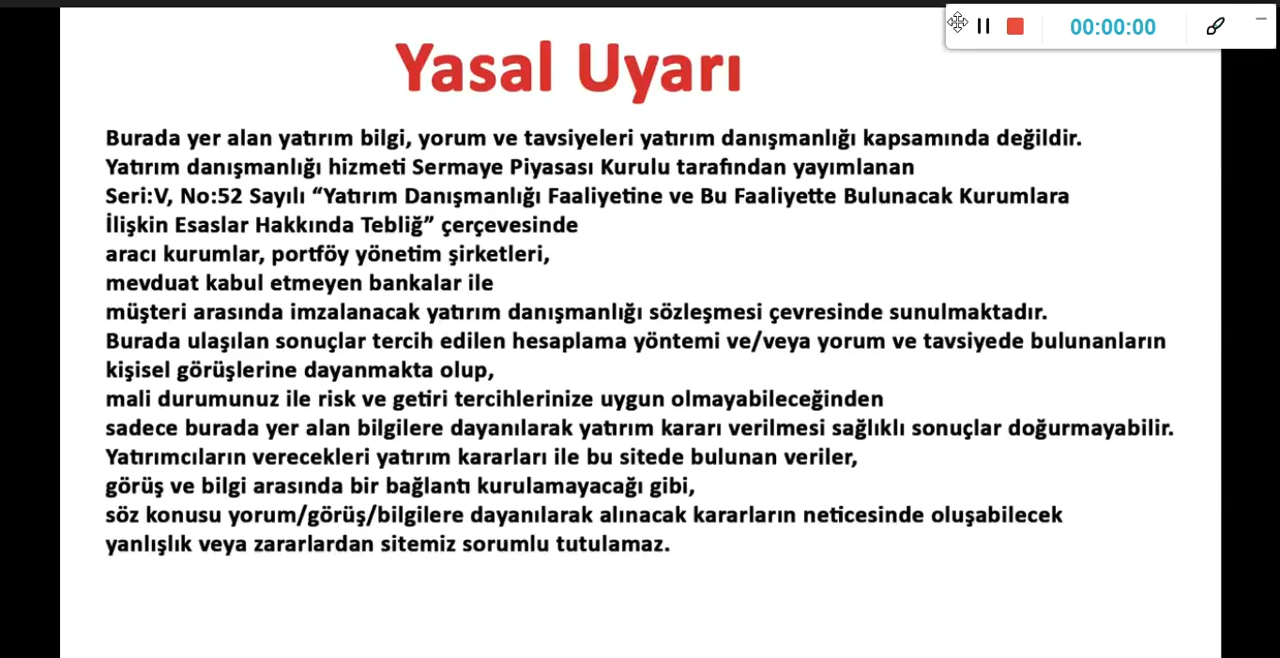 00:00:00
Yasal Uyarı
Burada yer alan yatırım bilgi, yorum ve tavsiyeleri yatırım danışmanlığı kapsamında değildir.
Yatırım danışmanlığı hizmeti Sermaye Piyasası Kurulu tarafından yayımlanan
Seri:V, No:52 Sayılı “Yatırım Danışmanlığı Faaliyetine ve Bu Faaliyette Bulunacak Kurumlara
İlişkin Esaslar Hakkında Tebliğ” çerçevesinde
aracı kurumlar, portföy yönetim şirketleri,
mevduat kabul etmeyen bankalar ile
müşteri arasında imzalanacak yatırım danışmanlığı sözleşmesi çevresinde sunulmaktadır.
Burada ulaşılan sonuçlar tercih edilen hesaplama yöntemi ve/veya yorum ve tavsiyede bulunanların
kişisel görüşlerine dayanmakta olup,
mali durumunuz ile risk ve getiri tercihlerinize uygun olmayabileceğinden
sadece burada yer alan bilgilere dayanılarak yatırım kararı verilmesi sağlıklı sonuçlar doğurmayabilir.
Yatırımcıların verecekleri yatırım kararları ile bu sitede bulunan veriler,
görüş ve bilgi arasında bir bağlantı kurulamayacağı gibi,
söz konusu yorum/görüş/bilgilere dayanılarak alınacak kararların neticesinde oluşabilecek
yanlışlık veya zararlardan sitemiz sorumlu tutulamaz.